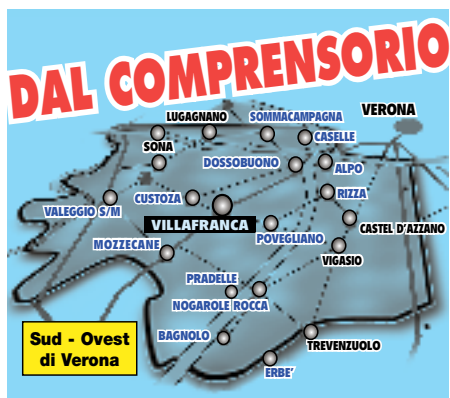 DAL COMPRENSORIO
LUGAGNANO
SOMMACAMPAGNA
VERONA
SONA
CASELLE
DOSSOBUONO
ALPO
CUSTOZA
RIZZA
VALEGGIO S/M
VILLAFRANCA
POVEGLIANO
CASTEL D'AZZANO
MOZZECANE
VIGASIO
PRADELLE
NOGAROLE ROCCA
Sud - Ovest
di Verona
BAGNOLO
TREVENZUOLO
ERBE'